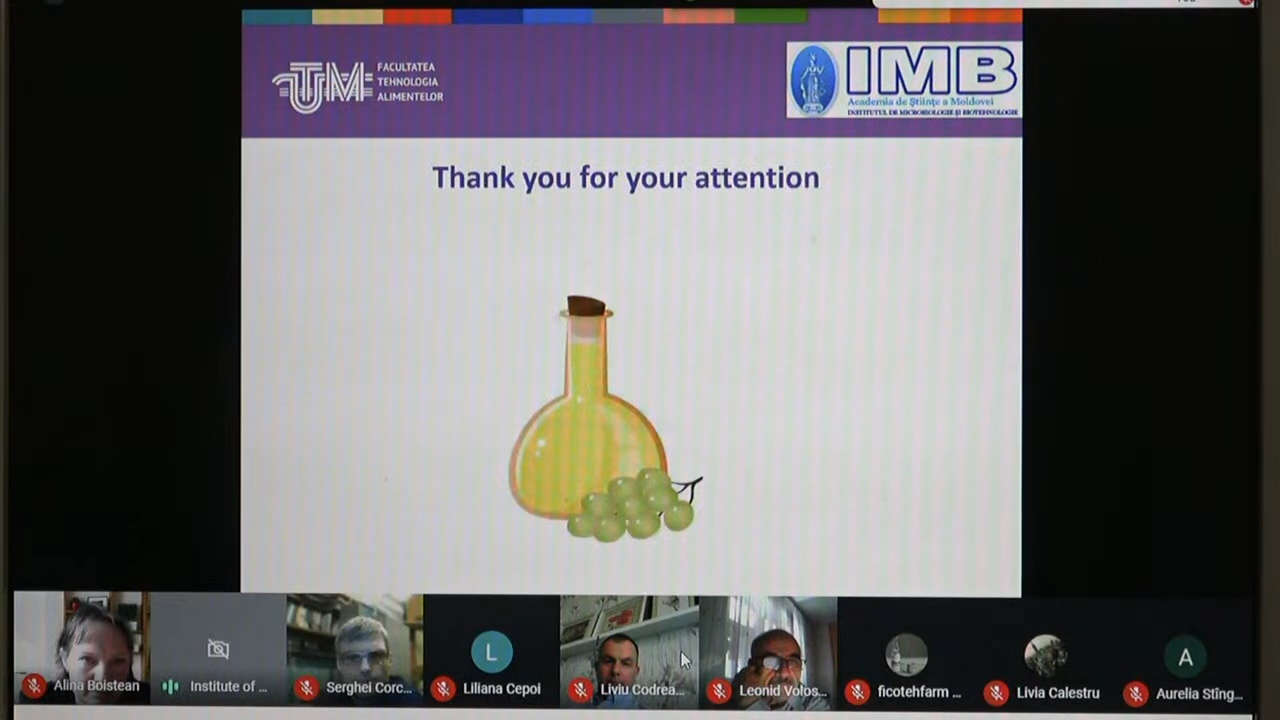 UTM
FACULTATEA
TEHNOLOGIA
ALIMENTELOR
IMB
Academia de Științe a Moldovei
INSTITUTUL DE MICROBIOLOGIE ȘI BIOTEHNOLOGIE
Thank you for your attention
Alina Boistean
Institute of ...
Serghei Corc...
L
Liliana Cepoi
Liviu Codrea...
Leonid Volos...
ficotehfarm ...
Livia Calestru
A
Aurelia Stîng...